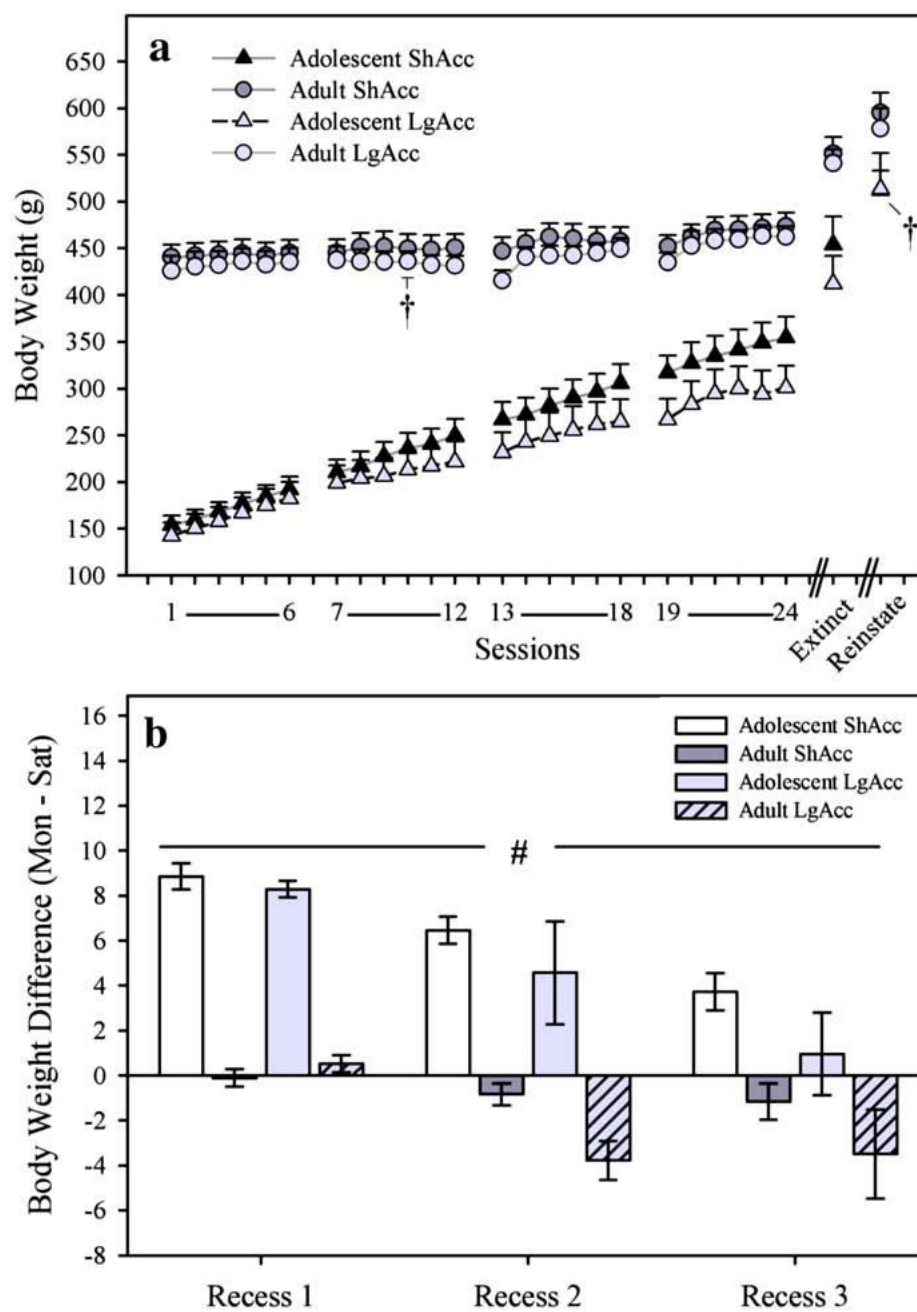 a
Adolescent ShAcc
Adult ShAcc
Adolescent LgAcc
Adult LgAcc
Body Weight (g)
650
600
550
500
450
400
350
300
250
200
150
100
†
†
1 6 7 12 13 18 19 24
Extinct
Reinstate
Sessions
b
Adolescent ShAcc
Adult ShAcc
Adolescent LgAcc
Adult LgAcc
Body Weight Difference (Mon - Sat)
16
14
12
10
8
6
4
2
0
-2
-4
-6
-8
#
Recess 1 Recess 2 Recess 3